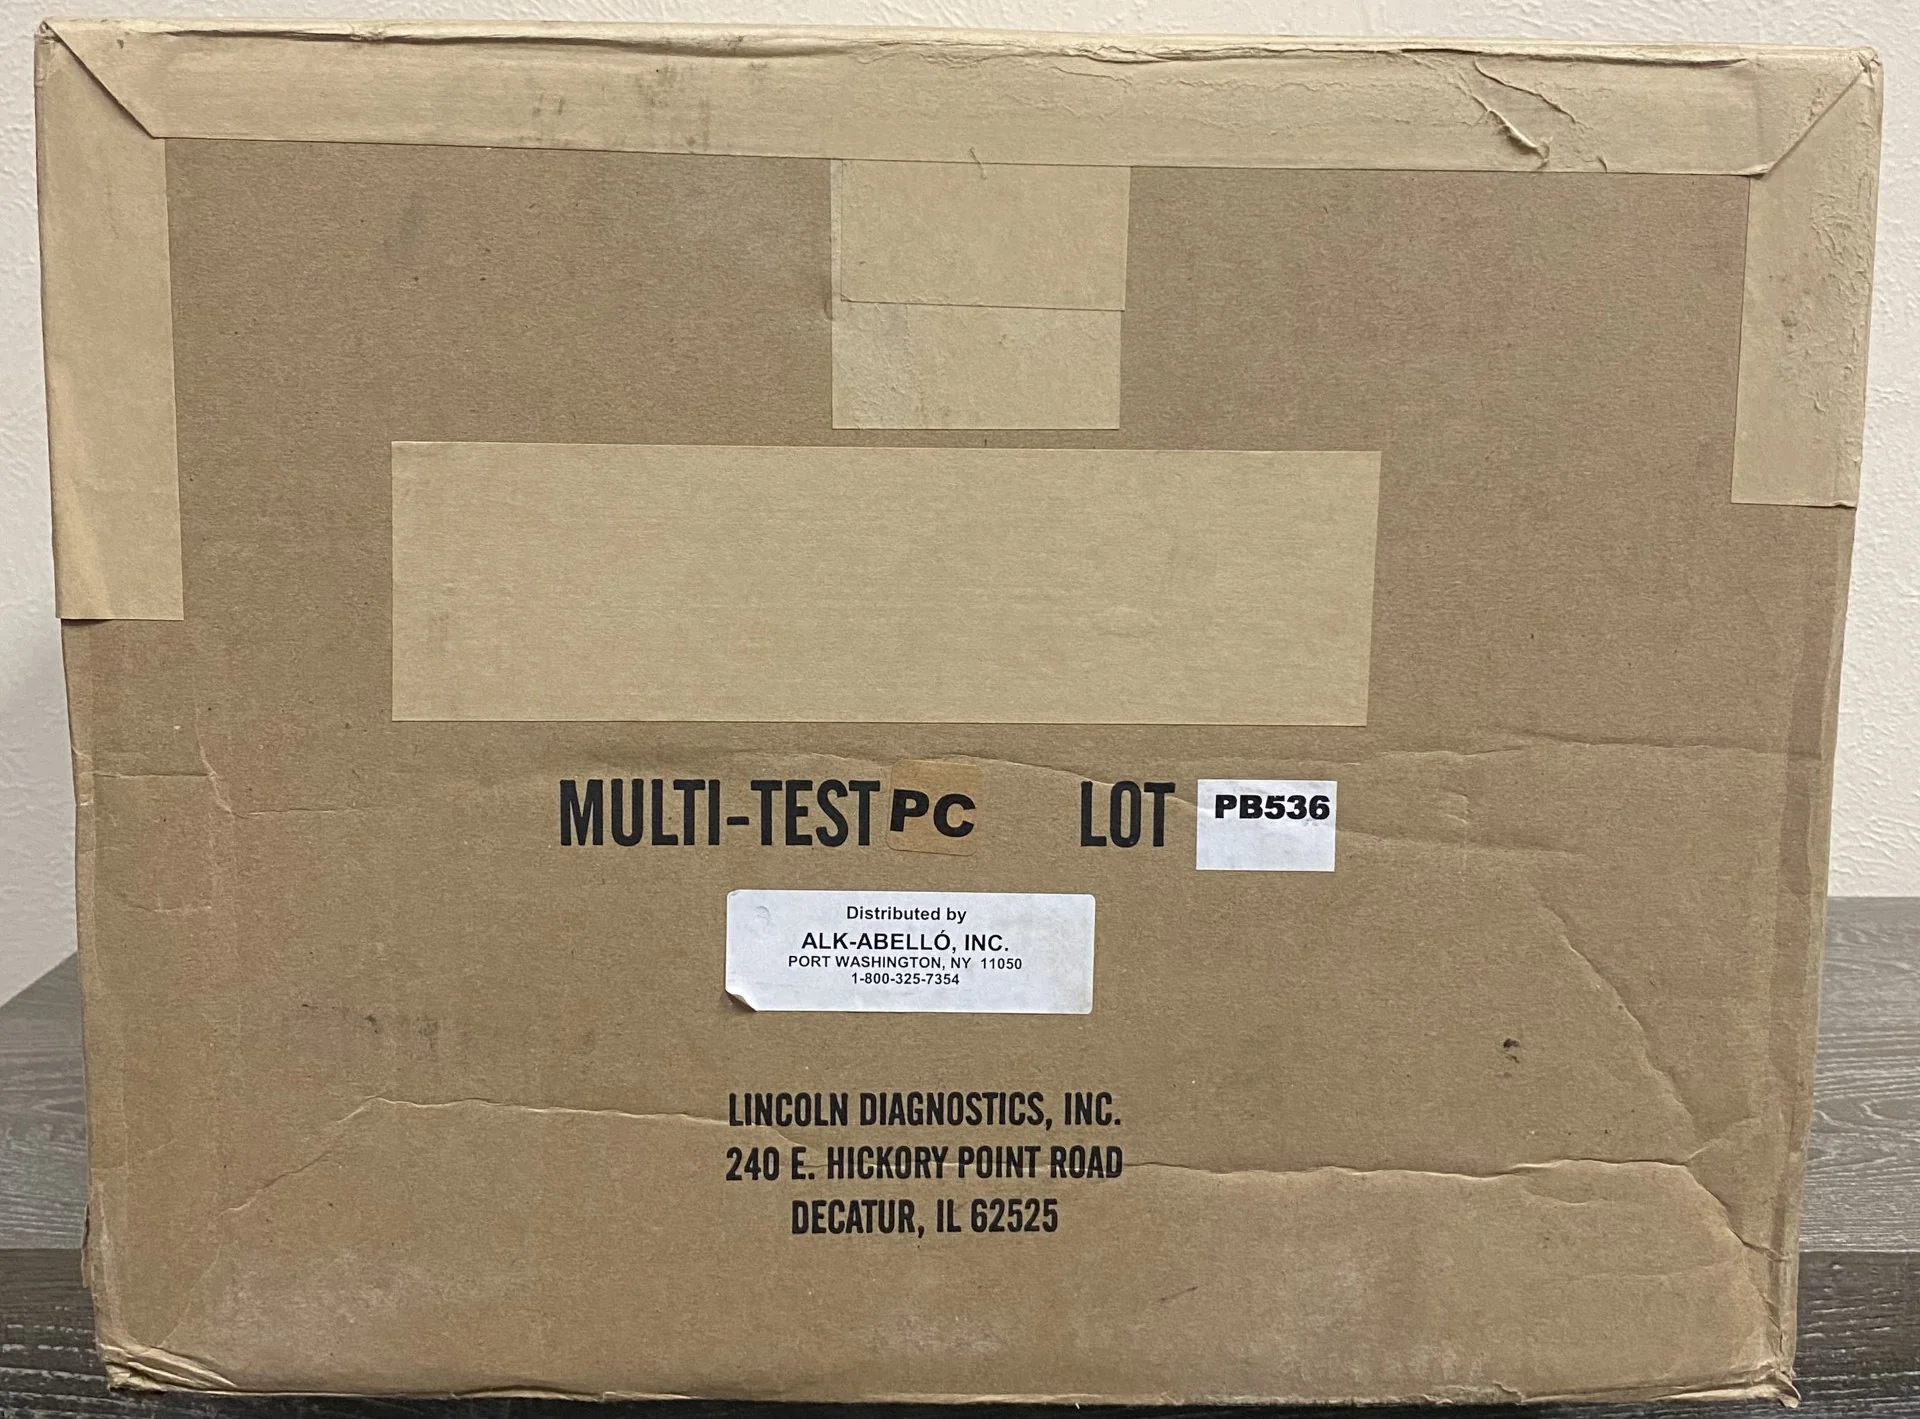 MULTI-TEST PC LOT PB536
Distributed by
ALK-ABELLÓ, INC.
PORT WASHINGTON, NY 11050
1-800-325-7354
LINCOLN DIAGNOSTICS, INC.
240 E. HICKORY POINT ROAD
DECATUR, IL 62525